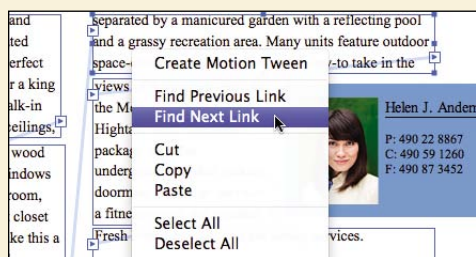 and
ted
erfect
r a king
alk-in
ceilings,
wood
indows
room,
closet
ke this a
separated by a manicured garden with a reflecting pool
and a grassy recreation area. Many units feature outdoor
space- y-to take in the
views
the M
Highta
packag
underg
doorm
a fitne
Fresh vices.
Create Motion Tween
Find Previous Link
Find Next Link
Cut
Copy
Paste
Select All
Deselect All
Helen J. Andem
P: 490 22 8867
C: 490 59 1260
F: 490 87 3452